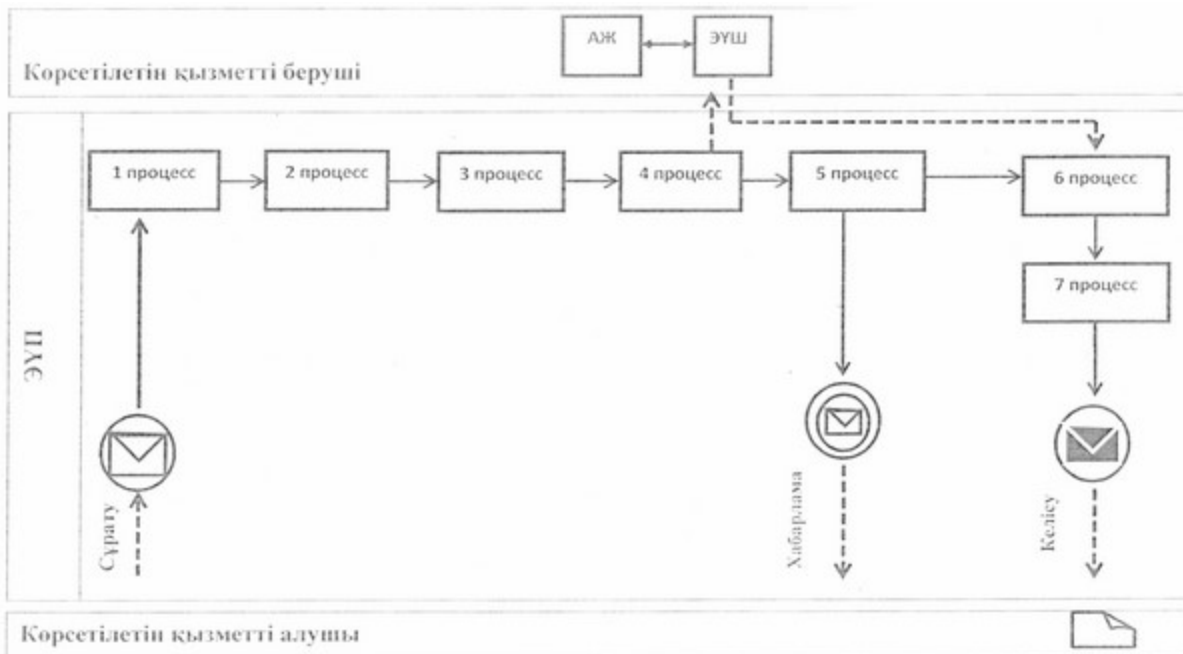 АЖ
ЭҮШ
Көрсетілетін қызметті беруші
1 процесс
2 процесс
3 процесс
4 процесс
5 процесс
6 процесс
7 процесс
ЭҮП
Сұрату
Хабарлама
Келісу
Көрсетілетін қызметті алушы